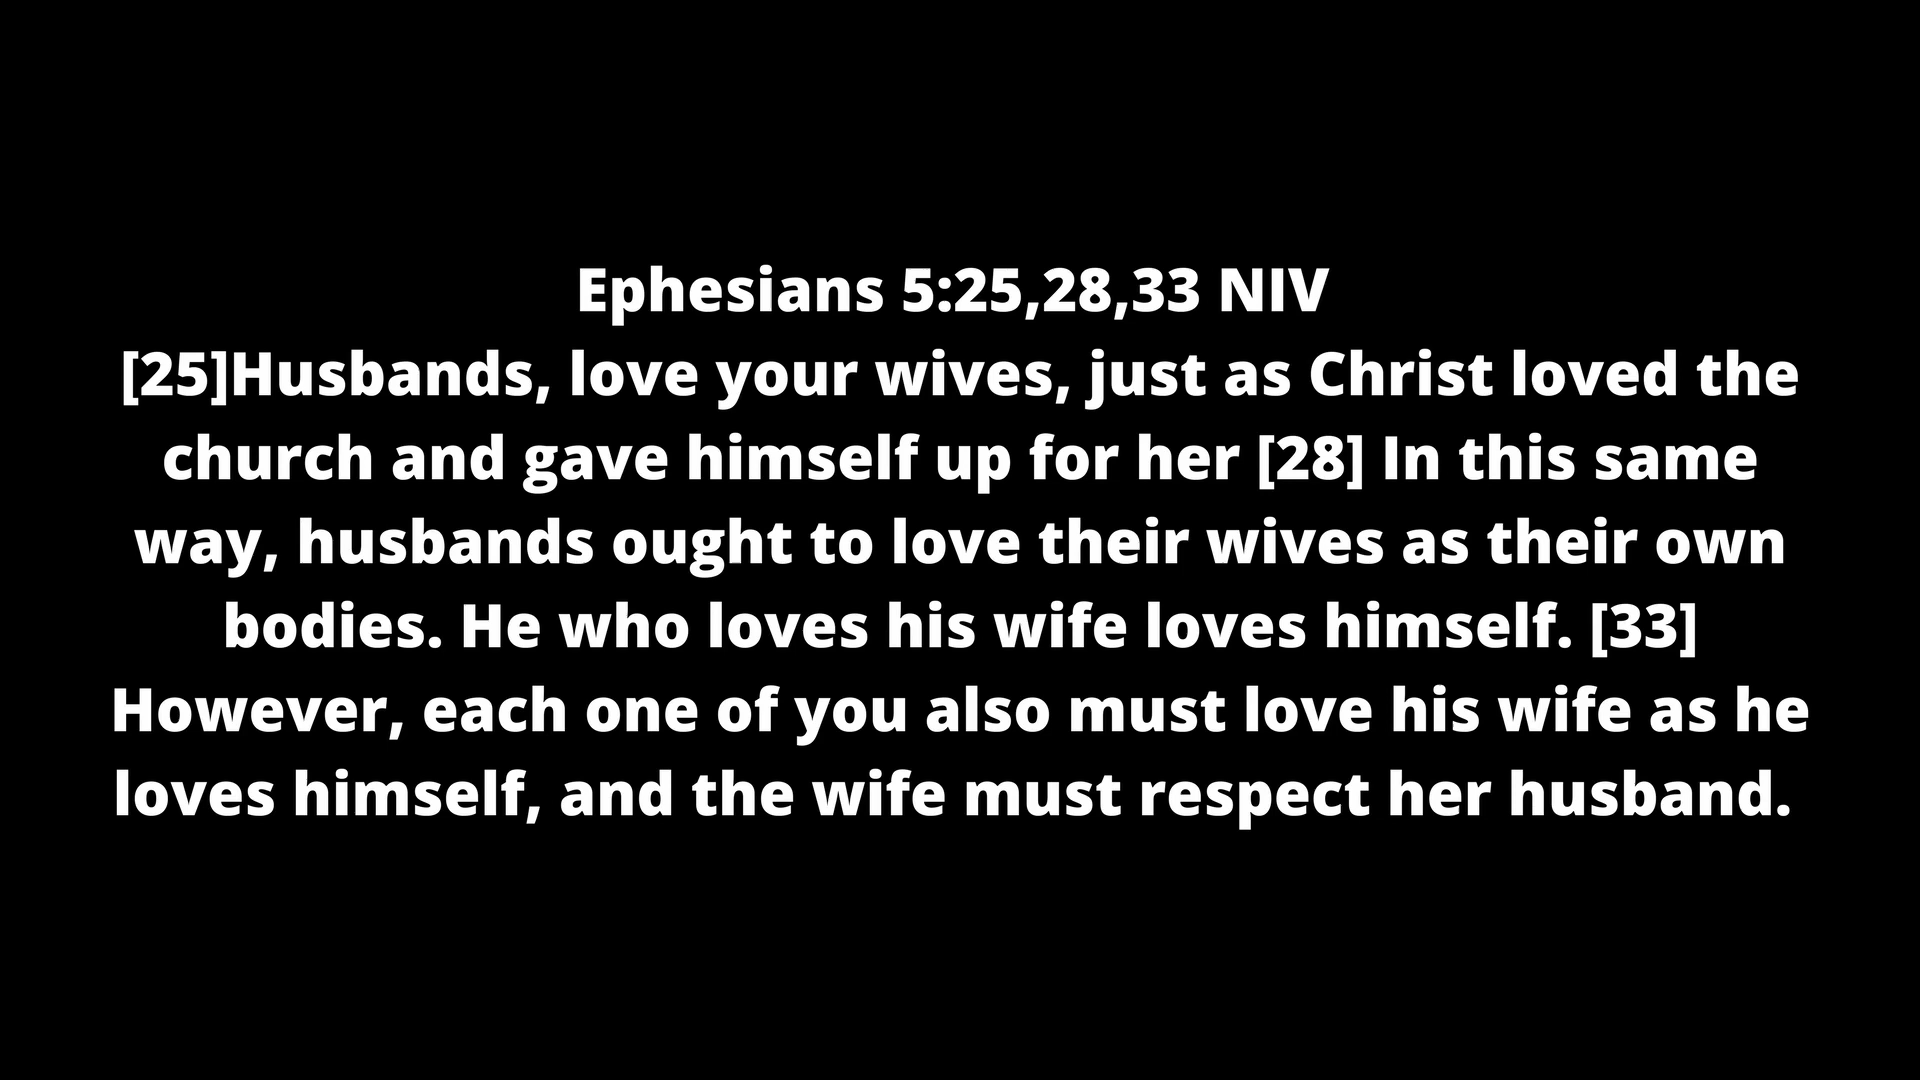 Ephesians 5:25,28,33 NIV
[25]Husbands, love your wives, just as Christ loved the
church and gave himself up for her [28] In this same
way, husbands ought to love their wives as their own
bodies. He who loves his wife loves himself. [33]
However, each one of you also must love his wife as he
loves himself, and the wife must respect her husband.